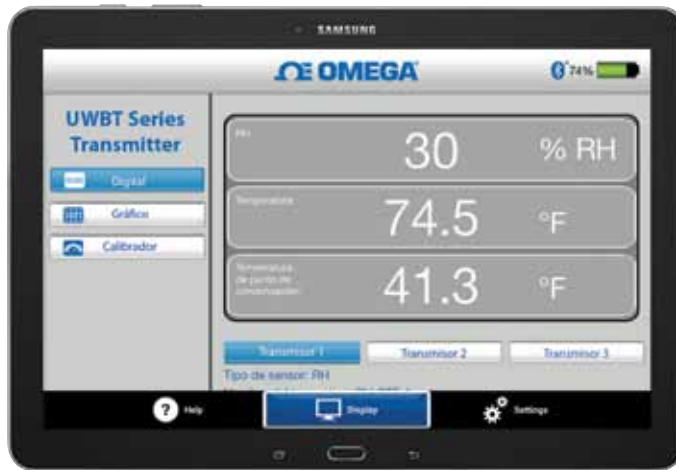 SAMSUNG
OMEGA
74%
UWBT Series
Transmitter
Digital
Gráfico
Calibrador
RH
30 % RH
Temperatura
74.5 °F
Temperatura
de punto de
condensación
41.3 °F
Transmisor 1
Transmisor 2
Transmisor 3
Tipo de sensor: RH
Help
Display
Settings